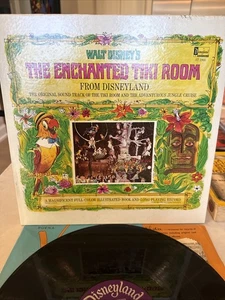 WALT DISNEY'S
THE ENCHANTED TIKI ROOM
FROM DISNEYLAND
THE ORIGINAL SOUND TRACK OF THE TIKI ROOM AND THE ADVENTUROUS JUNGLE CRUISE
A MAGNIFICENT FULL COLOR ILLUSTRATED BOOK AND LONG PLAYING RECORD
Disneyland